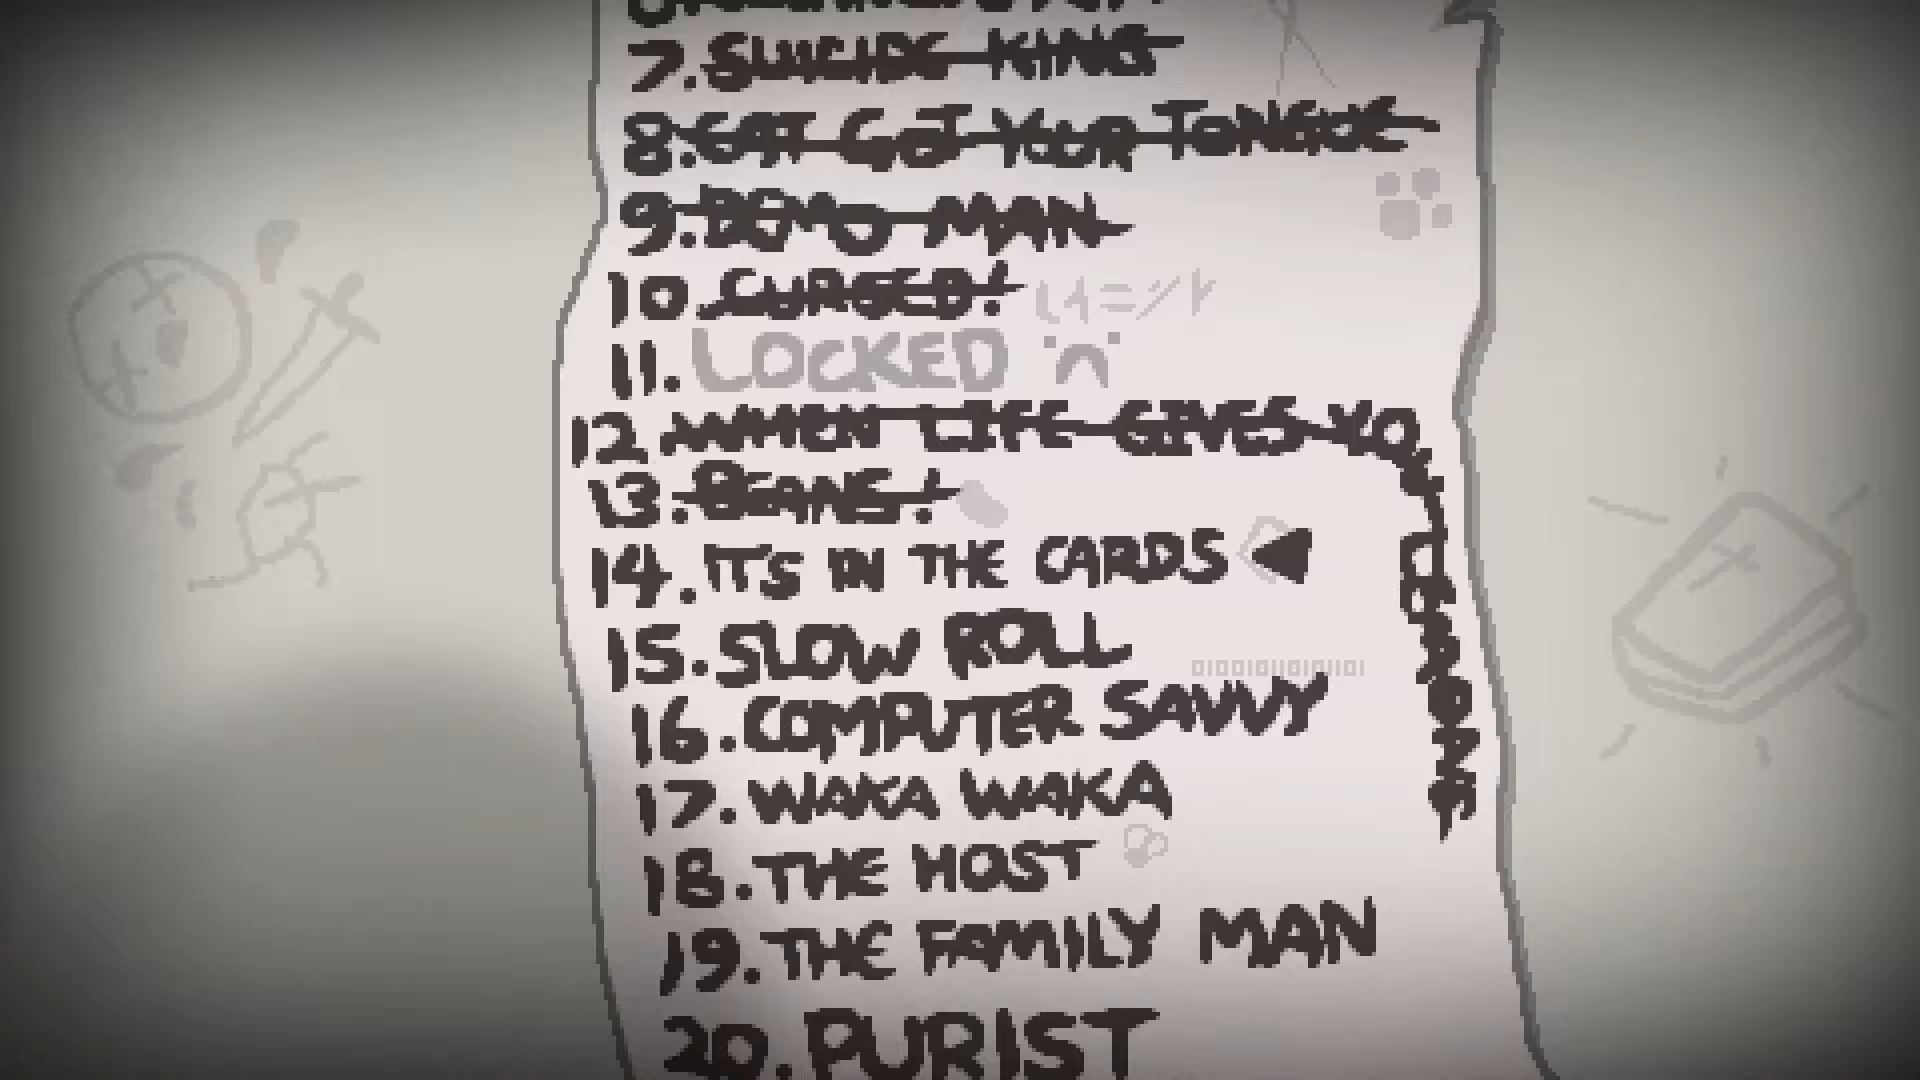 7. SUICIDE KING
8. CAT GOT YOUR TONGUE
9. DEMO MAN
10. CURSED!
11. LOCKED :(
12. WHEN LIFE GIVES YOU LEMONS
13. BEANS!
14. IT'S IN THE CARDS ◀
15. SLOW ROLL
16. COMPUTER SAVVY
17. WAKA WAKA
18. THE HOST
19. THE FAMILY MAN
20. PURIST